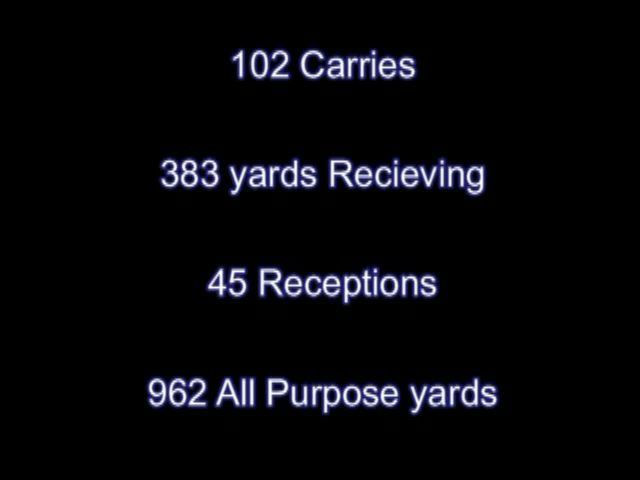 102 Carries
383 yards Recieving
45 Receptions
962 All Purpose yards